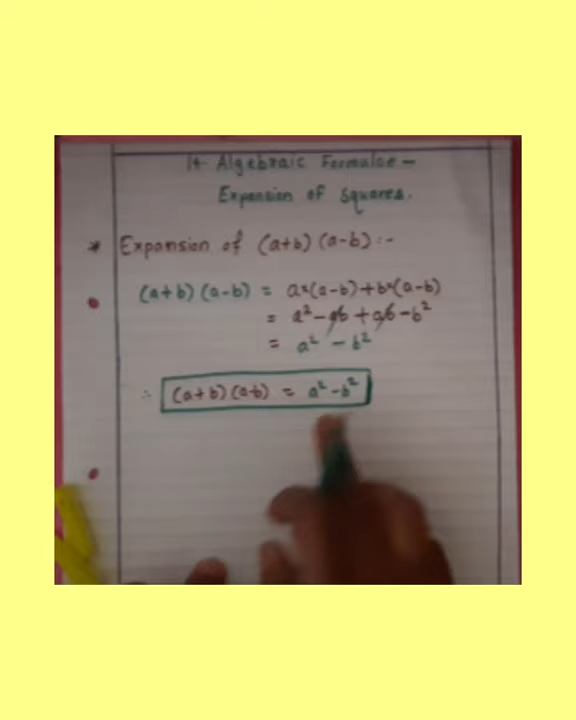 14 Algebraic Formulae -
Expansion of Squares.
* Expansion of (a+b) (a-b) :-
(a+b) (a-b) = a×(a-b)+b×(a-b)
= a² - ab + ab - b²
= a² - b²
∴ (a+b) (a-b) = a² - b²